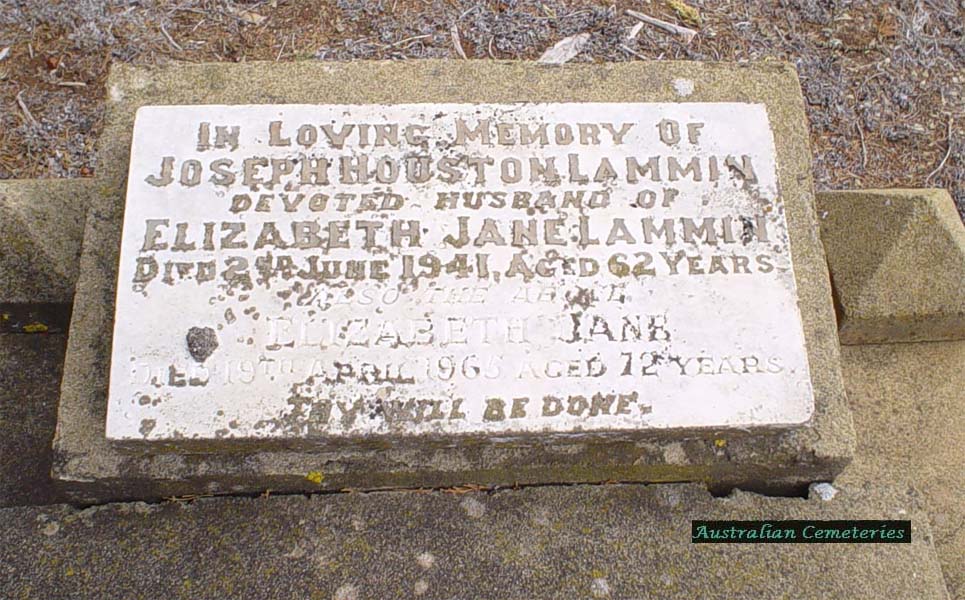 In Loving Memory Of
Joseph Houston Lammin
Devoted Husband Of
Elizabeth Jane Lammin
Died 2nd June 1941, Aged 62 Years
Also The Above
Elizabeth Jane
Died 19th April 1965 Aged 72 Years.
Thy Will Be Done.
Australian Cemeteries